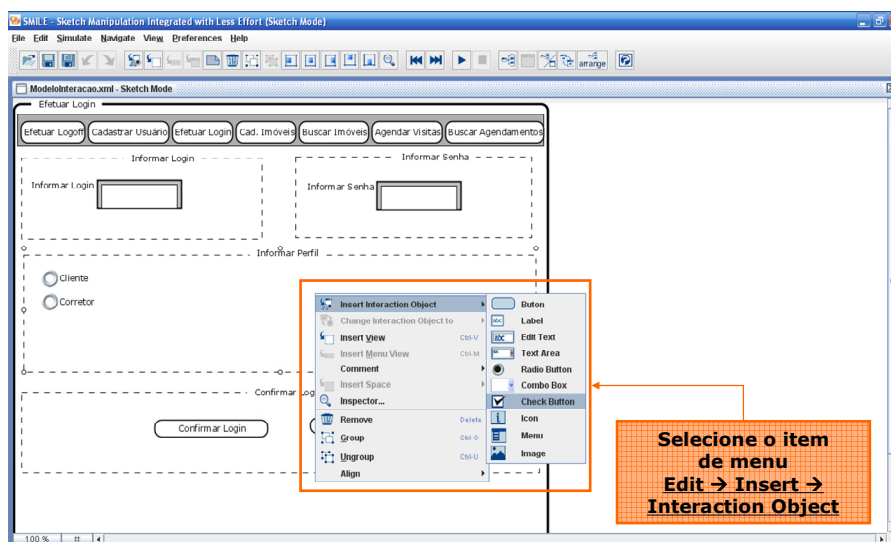 SMILE - Sketch Manipulation Integrated with Less Effort (Sketch Mode)
File Edit Simulate Navigate View Preferences Help
arrange
ModeloInteracao.xml - Sketch Mode
Efetuar Login
Efetuar Logoff Cadastrar Usuário Efetuar Login Cad. Imóveis Buscar Imóveis Agendar Visitas Buscar Agendamentos
Informar Login Informar Senha
Informar Login Informar Senha
Informar Perfil
Cliente
Corretor
Insert Interaction Object
Change Interaction Object to
Insert View Ctrl-V
Insert Menu View Ctrl-M
Comment
Insert Space
Inspector...
Remove Delete
Group Ctrl-O
Ungroup Ctrl-U
Align
Buton
abc Label
abc Edit Text
Text Area
Radio Button
Combo Box
Check Button
i Icon
Menu
Image
Confirmar Log
Confirmar Login
Selecione o item
de menu
Edit → Insert →
Interaction Object
100 %